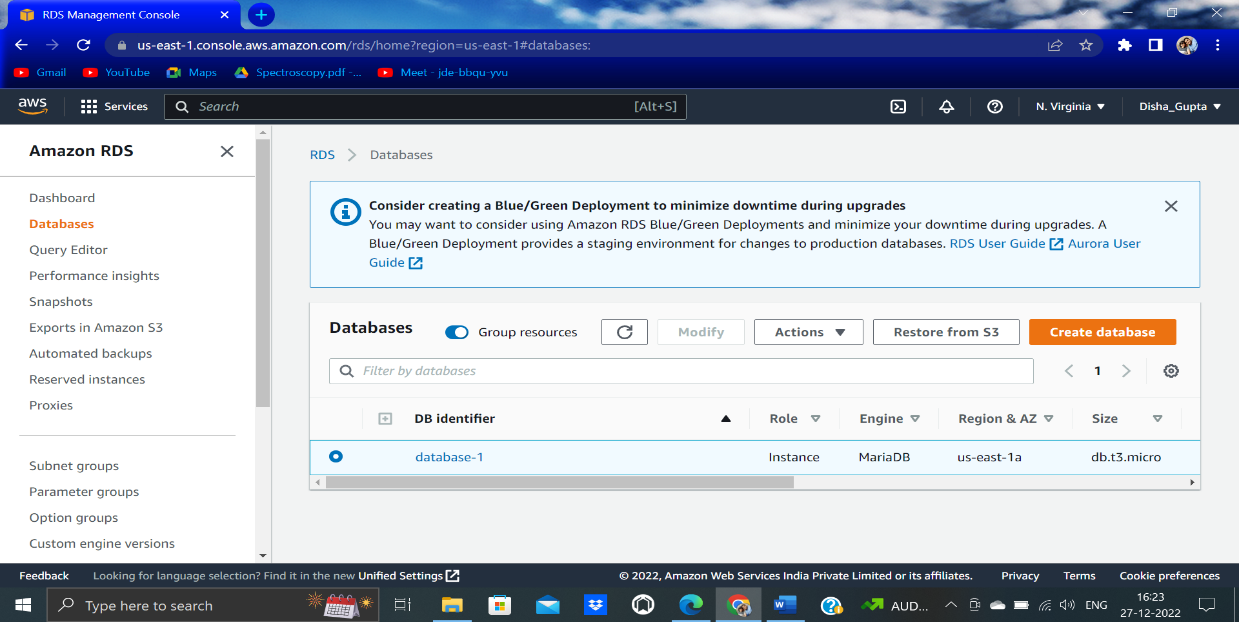 RDS Management Console
us-east-1.console.aws.amazon.com/rds/home?region=us-east-1#databases:
Gmail YouTube Maps Spectroscopy.pdf -... Meet - jde-bbqu-yvu
aws Services Search [Alt+S] N. Virginia Disha_Gupta
Amazon RDS
Dashboard
Databases
Query Editor
Performance insights
Snapshots
Exports in Amazon S3
Automated backups
Reserved instances
Proxies
Subnet groups
Parameter groups
Option groups
Custom engine versions
RDS Databases
Consider creating a Blue/Green Deployment to minimize downtime during upgrades
You may want to consider using Amazon RDS Blue/Green Deployments and minimize your downtime during upgrades. A
Blue/Green Deployment provides a staging environment for changes to production databases. RDS User Guide Aurora User
Guide
Databases Group resources Modify Actions Restore from S3 Create database
Filter by databases 1
DB identifier Role Engine Region & AZ Size
database-1 Instance MariaDB us-east-1a db.t3.micro
Feedback Looking for language selection? Find it in the new Unified Settings © 2022, Amazon Web Services India Private Limited or its affiliates. Privacy Terms Cookie preferences
Type here to search AUD... ENG 16:23
27-12-2022